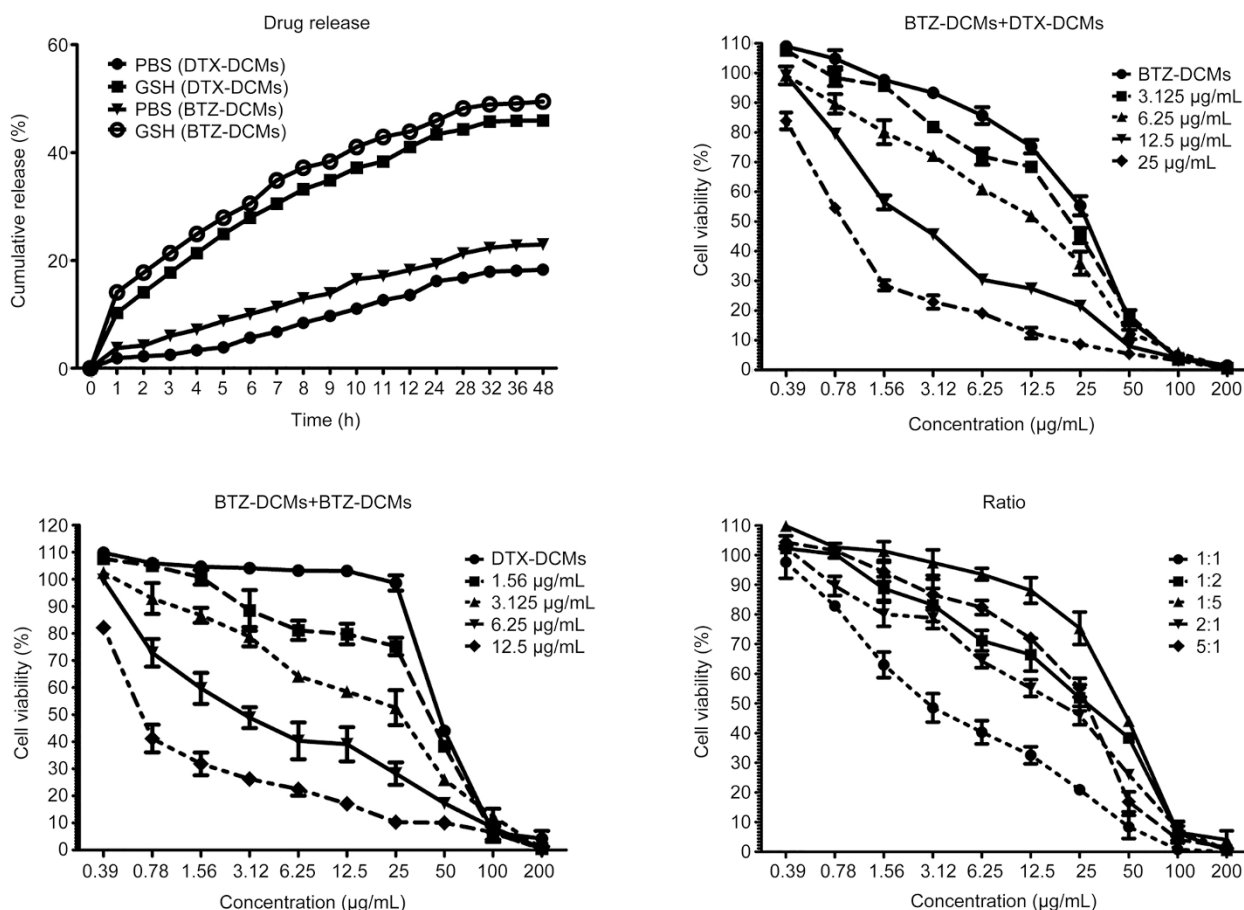 Drug release
Cumulative release (%)
60
40
20
0
PBS (DTX-DCMs)
GSH (DTX-DCMs)
PBS (BTZ-DCMs)
GSH (BTZ-DCMs)
0 1 2 3 4 5 6 7 8 9 10 11 12 24 28 32 36 48
Time (h)
BTZ-DCMs+DTX-DCMs
Cell viability (%)
110
100
90
80
70
60
50
40
30
20
10
0
BTZ-DCMs
3.125 µg/mL
6.25 µg/mL
12.5 µg/mL
25 µg/mL
0.39 0.78 1.56 3.12 6.25 12.5 25 50 100 200
Concentration (µg/mL)
BTZ-DCMs+BTZ-DCMs
Cell viability (%)
120
110
100
90
80
70
60
50
40
30
20
10
0
DTX-DCMs
1.56 µg/mL
3.125 µg/mL
6.25 µg/mL
12.5 µg/mL
0.39 0.78 1.56 3.12 6.25 12.5 25 50 100 200
Concentration (µg/mL)
Ratio
Cell viability (%)
110
100
90
80
70
60
50
40
30
20
10
0
1:1
1:2
1:5
2:1
5:1
0.39 0.78 1.56 3.12 6.25 12.5 25 50 100 200
Concentration (µg/mL)